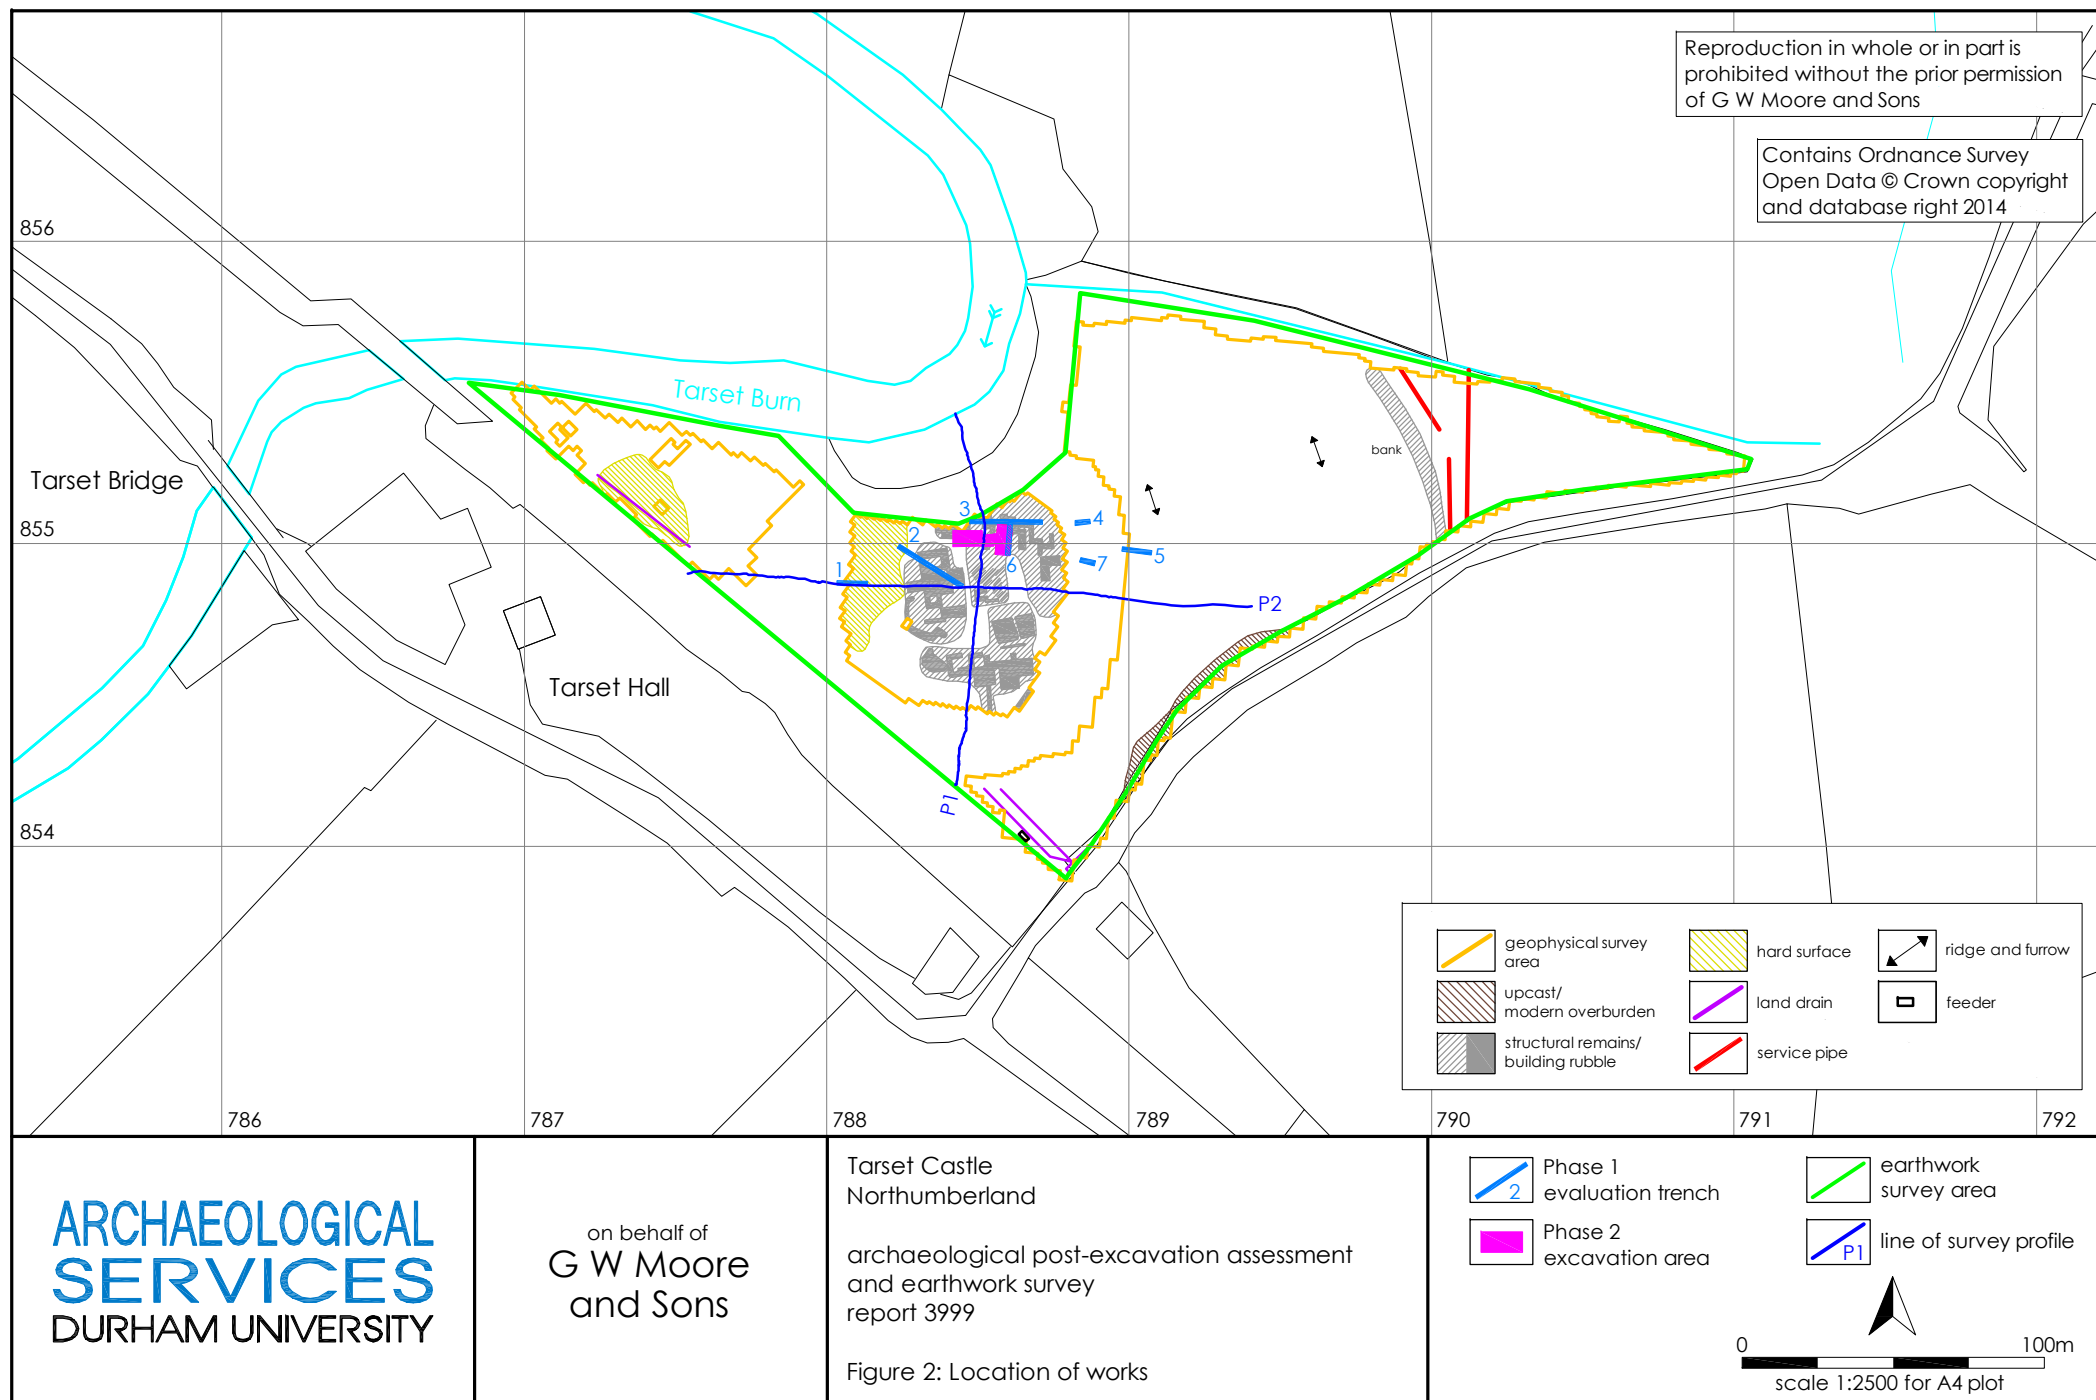 Reproduction in whole or in part is
prohibited without the prior permission
of G W Moore and Sons
Contains Ordnance Survey
Open Data © Crown copyright
and database right 2014
856
Tarset Burn
bank
Tarset Bridge
855
3
4
2
5
1
6
7
P2
Tarset Hall
P1
854
geophysical survey
area
hard surface
ridge and furrow
upcast/
modern overburden
land drain
feeder
structural remains/
building rubble
service pipe
786
787
788
789
790
791
792
ARCHAEOLOGICAL
SERVICES
DURHAM UNIVERSITY
on behalf of
G W Moore
and Sons
Tarset Castle
Northumberland
archaeological post-excavation assessment
and earthwork survey
report 3999
Figure 2: Location of works
2
Phase 1
evaluation trench
earthwork
survey area
Phase 2
excavation area
P1
line of survey profile
0
100m
scale 1:2500 for A4 plot